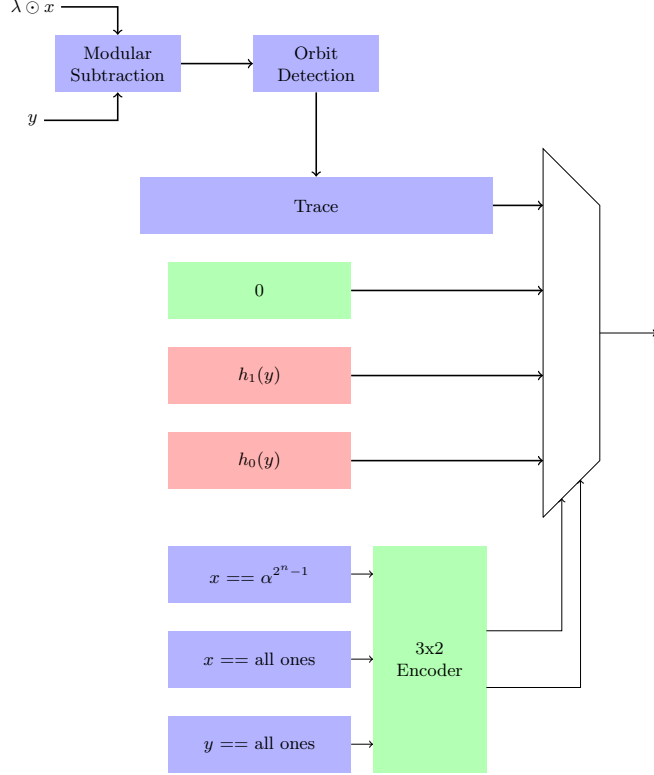 λ ⊙ x
Modular
Subtraction
Orbit
Detection
y
Trace
0
h₁(y)
h₀(y)
x == α^{2^n−1}
x == all ones
3x2
Encoder
y == all ones